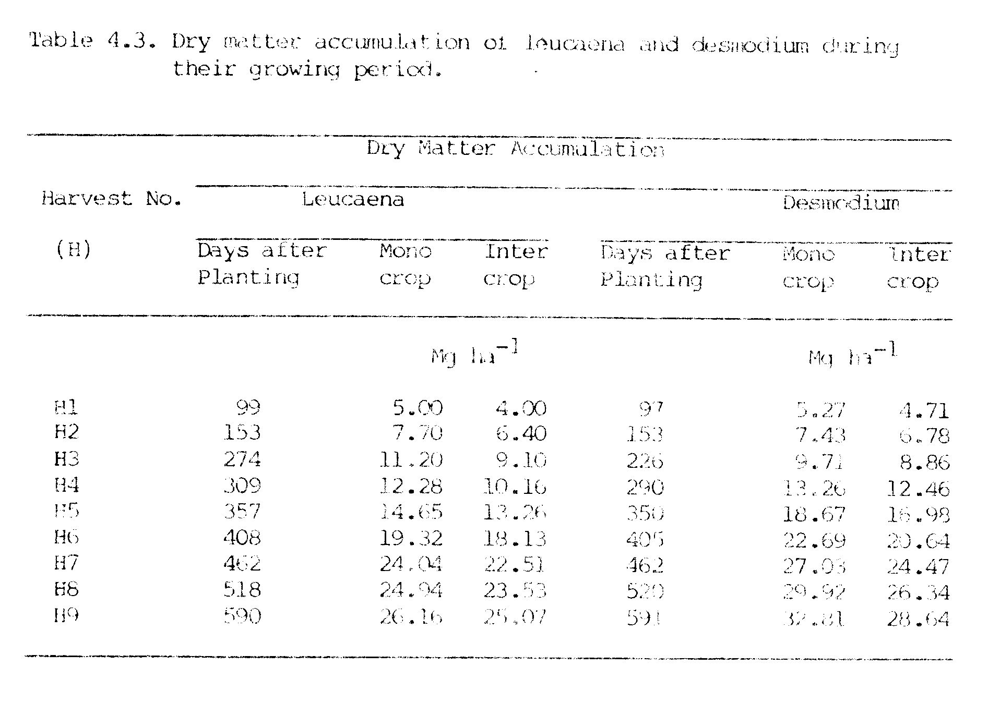 Table 4.3. Dry matter accumulation of leucaena and desmodium during
their growing period.
Dry Matter Accumulation
Harvest No. Leucaena Desmodium
(H) Days after Mono Inter Days after Mono Inter
Planting crop crop Planting crop crop
Mg ha⁻¹ Mg ha⁻¹
H1 99 5.00 4.00 97 5.27 4.71
H2 153 7.70 6.40 153 7.43 6.78
H3 274 11.20 9.10 226 9.71 8.86
H4 309 12.28 10.16 290 13.26 12.46
H5 357 14.65 13.26 350 18.67 16.98
H6 408 19.32 18.13 405 22.69 20.64
H7 462 24.04 22.51 462 27.03 24.47
H8 518 24.94 23.53 520 29.92 26.34
H9 590 26.16 25.07 591 32.81 28.64